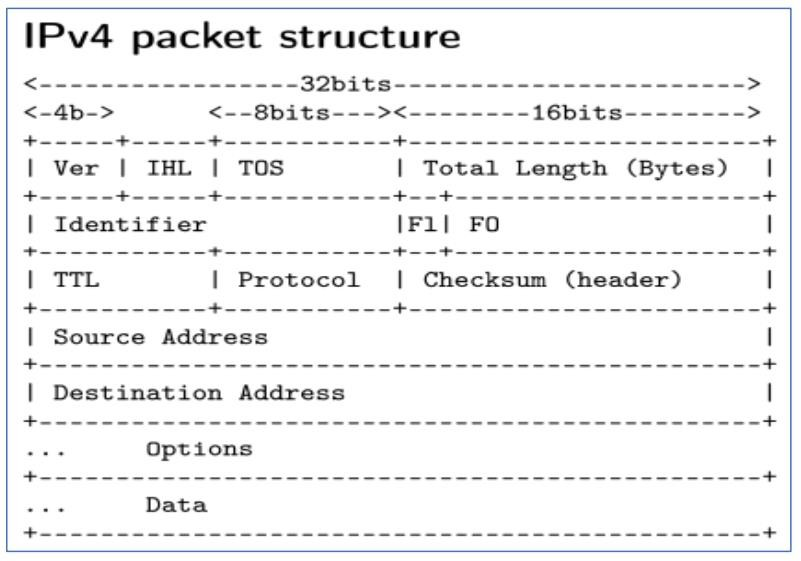 IPv4 packet structure
<-----------------32bits----------------------->
<-4b->      <--8bits---><--------16bits-------->
+-----+-----+-----------+-----------------------+
| Ver | IHL | TOS       | Total Length (Bytes)  |
+-----+-----+-----------+--+--------------------+
| Identifier            |Fl| FO                 |
+-----------+-----------+--+--------------------+
| TTL       | Protocol  | Checksum (header)     |
+-----------+-----------+-----------------------+
| Source Address                                |
+-----------------------------------------------+
| Destination Address                           |
+-----------------------------------------------+
...     Options
+-----------------------------------------------+
...     Data
+-----------------------------------------------+